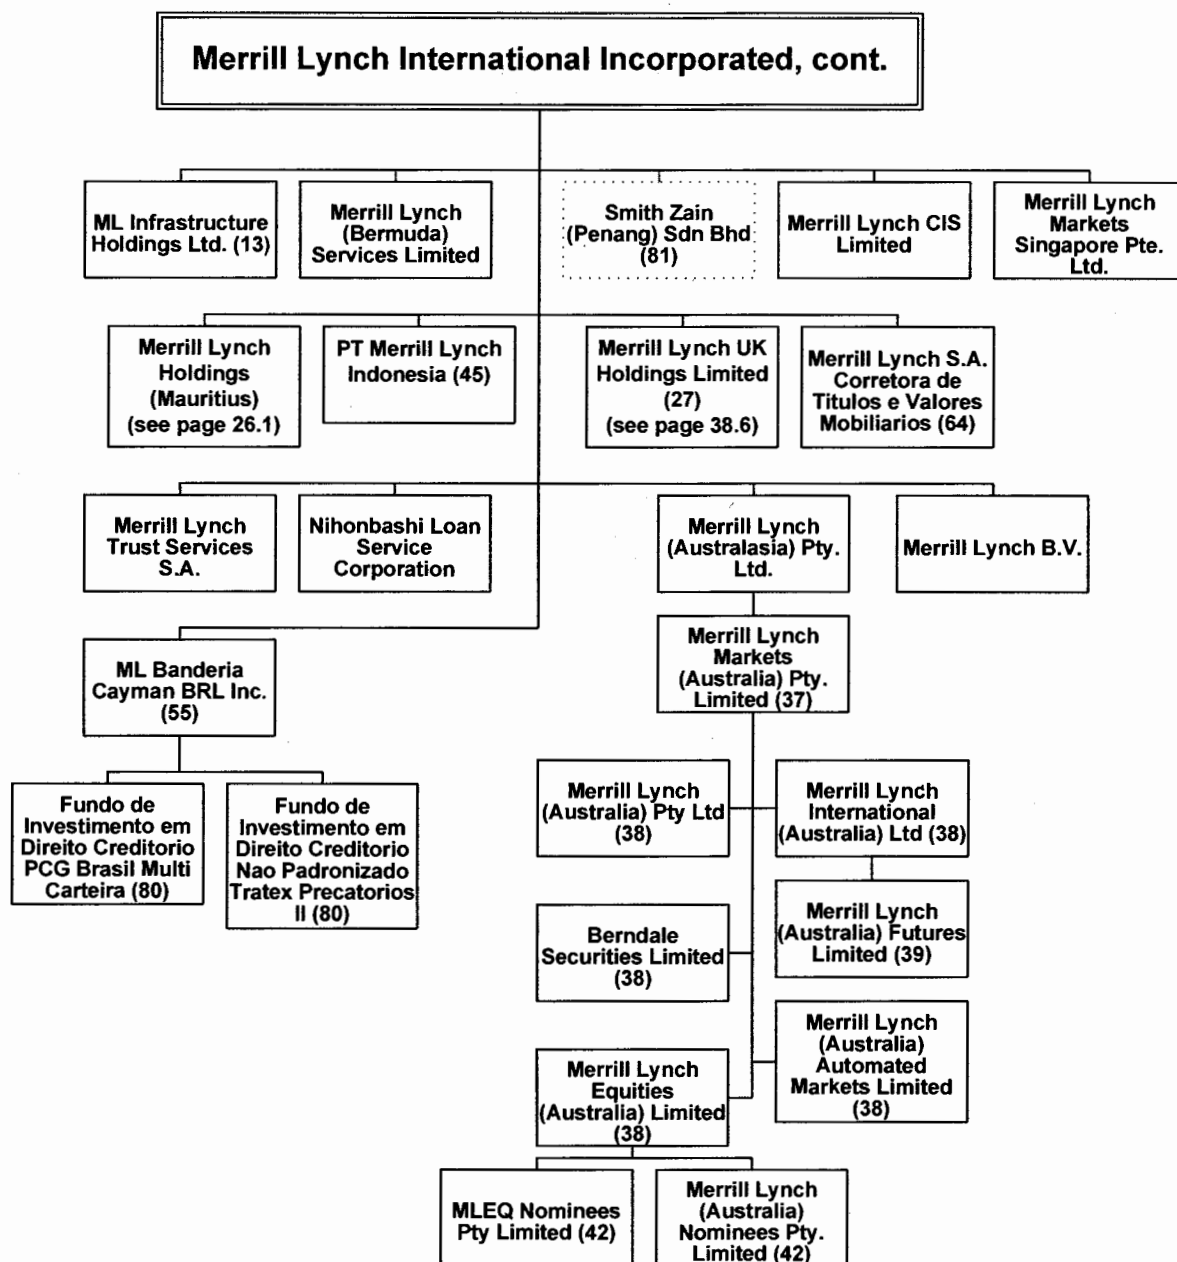 Merrill Lynch International Incorporated, cont.
ML Infrastructure
Holdings Ltd. (13)
Merrill Lynch
(Bermuda)
Services Limited
Smith Zain
(Penang) Sdn Bhd
(81)
Merrill Lynch CIS
Limited
Merrill Lynch
Markets
Singapore Pte.
Ltd.
Merrill Lynch
Holdings
(Mauritius)
(see page 26.1)
PT Merrill Lynch
Indonesia (45)
Merrill Lynch UK
Holdings Limited
(27)
(see page 38.6)
Merrill Lynch S.A.
Corretora de
Titulos e Valores
Mobiliarios (64)
Merrill Lynch
Trust Services
S.A.
Nihonbashi Loan
Service
Corporation
Merrill Lynch
(Australasia) Pty.
Ltd.
Merrill Lynch B.V.
ML Banderia
Cayman BRL Inc.
(55)
Merrill Lynch
Markets
(Australia) Pty.
Limited (37)
Fundo de
Investimento em
Direito Creditorio
PCG Brasil Multi
Carteira (80)
Fundo de
Investimento em
Direito Creditorio
Nao Padronizado
Tratex Precatorios
II (80)
Merrill Lynch
(Australia) Pty Ltd
(38)
Merrill Lynch
International
(Australia) Ltd (38)
Berndale
Securities Limited
(38)
Merrill Lynch
(Australia) Futures
Limited (39)
Merrill Lynch
Equities
(Australia) Limited
(38)
Merrill Lynch
(Australia)
Automated
Markets Limited
(38)
MLEQ Nominees
Pty Limited (42)
Merrill Lynch
(Australia)
Nominees Pty.
Limited (42)